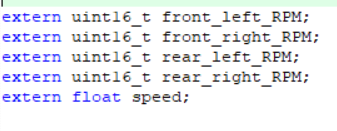 extern uint16_t front_left_RPM;
extern uint16_t front_right_RPM;
extern uint16_t rear_left_RPM;
extern uint16_t rear_right_RPM;
extern float speed;